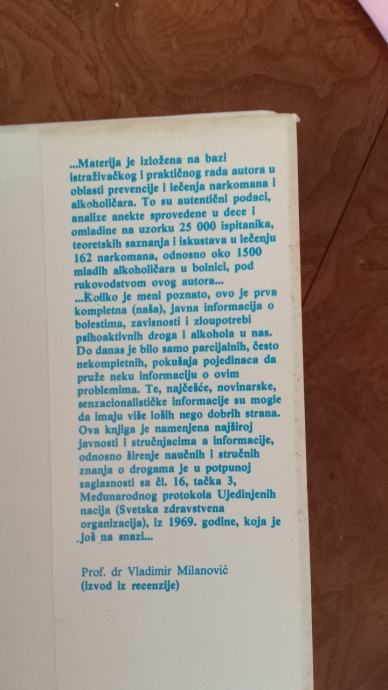 ...Materija je izložena na bazi
istraživačkog i praktičnog rada autora u
oblasti prevencije i lečenja narkomana i
alkoholičara. To su autentični podaci,
analize anekte sprovedene u dece i
omladine na uzorku 25 000 ispitanika,
teoretskih saznanja i iskustava u lečenju
162 narkomana, odnosno oko 1500
mladih alkoholičara u bolnici, pod
rukovodstvom ovog autora...
...Koliko je meni poznato, ovo je prva
kompletna (naša), javna informacija o
bolestima, zavisnosti i zloupotrebi
psihoaktivnih droga i alkohola u nas.
Do danas je bilo samo parcijalnih, često
nekompletnih, pokušaja pojedinaca da
pruže neku informaciju o ovim
problemima. Te, najčešće, novinarske,
senzacionalističke informacije su mogle
da imaju više loših nego dobrih strana.
Ova knjiga je namenjena najširoj
javnosti i stručnjacima a informacije,
odnosno širenje naučnih i stručnih
znanja o drogama je u potpunoj
saglasnosti sa čl. 16, tačka 3,
Međunarodnog protokola Ujedinjenih
nacija (Svetska zdravstvena
organizacija), iz 1969. godine, koja je
još na snazi...
Prof. dr Vladimir Milanović
(izvod iz recenzije)